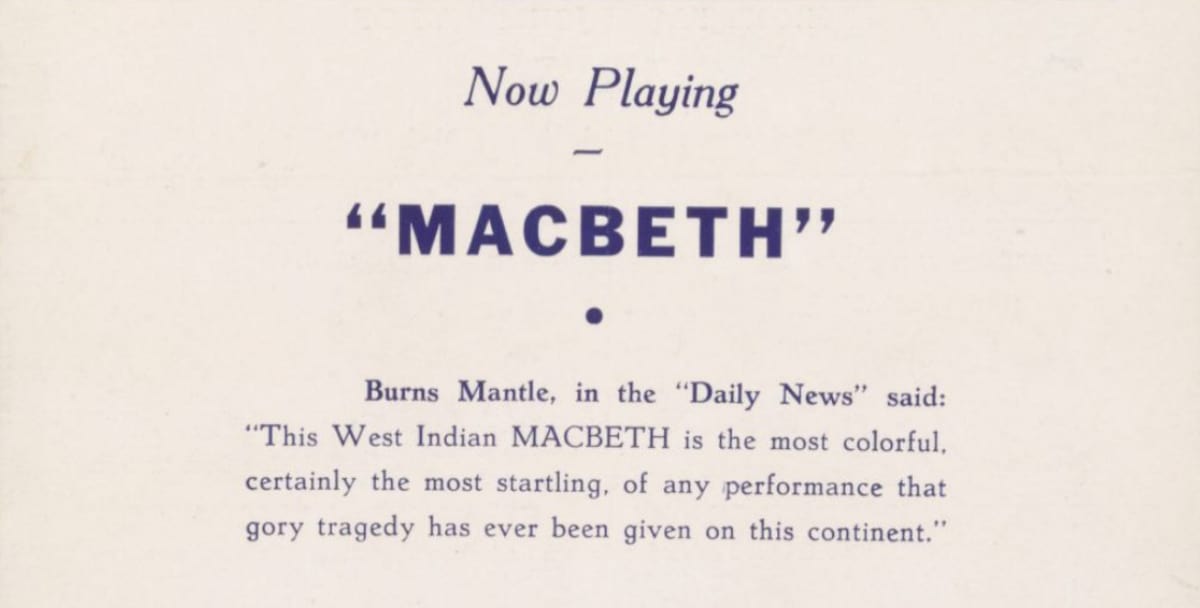 Now Playing
—
“MACBETH”
•
Burns Mantle, in the “Daily News” said:
“This West Indian MACBETH is the most colorful,
certainly the most startling, of any performance that
gory tragedy has ever been given on this continent.”